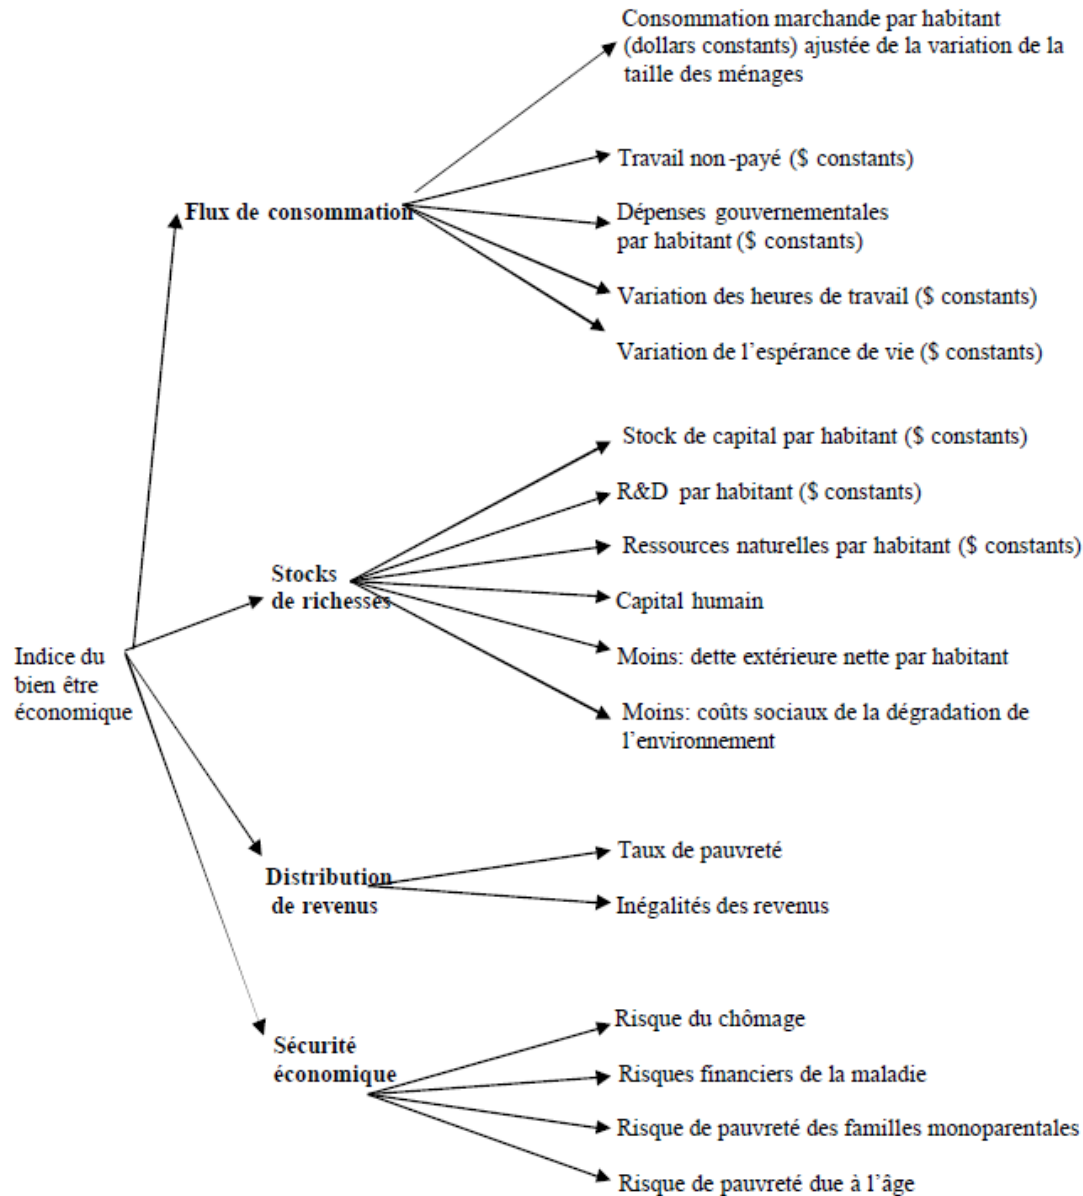 Consommation marchande par habitant
(dollars constants) ajustée de la variation de la
taille des ménages
Travail non-payé ($ constants)
Flux de consommation
Dépenses gouvernementales
par habitant ($ constants)
Variation des heures de travail ($ constants)
Variation de l’espérance de vie ($ constants)
Stock de capital par habitant ($ constants)
R&D par habitant ($ constants)
Ressources naturelles par habitant ($ constants)
Stocks
de richesses
Capital humain
Indice du
bien être
économique
Moins: dette extérieure nette par habitant
Moins: coûts sociaux de la dégradation de
l’environnement
Taux de pauvreté
Distribution
de revenus
Inégalités des revenus
Risque du chômage
Sécurité
économique
Risques financiers de la maladie
Risque de pauvreté des familles monoparentales
Risque de pauvreté due à l’âge